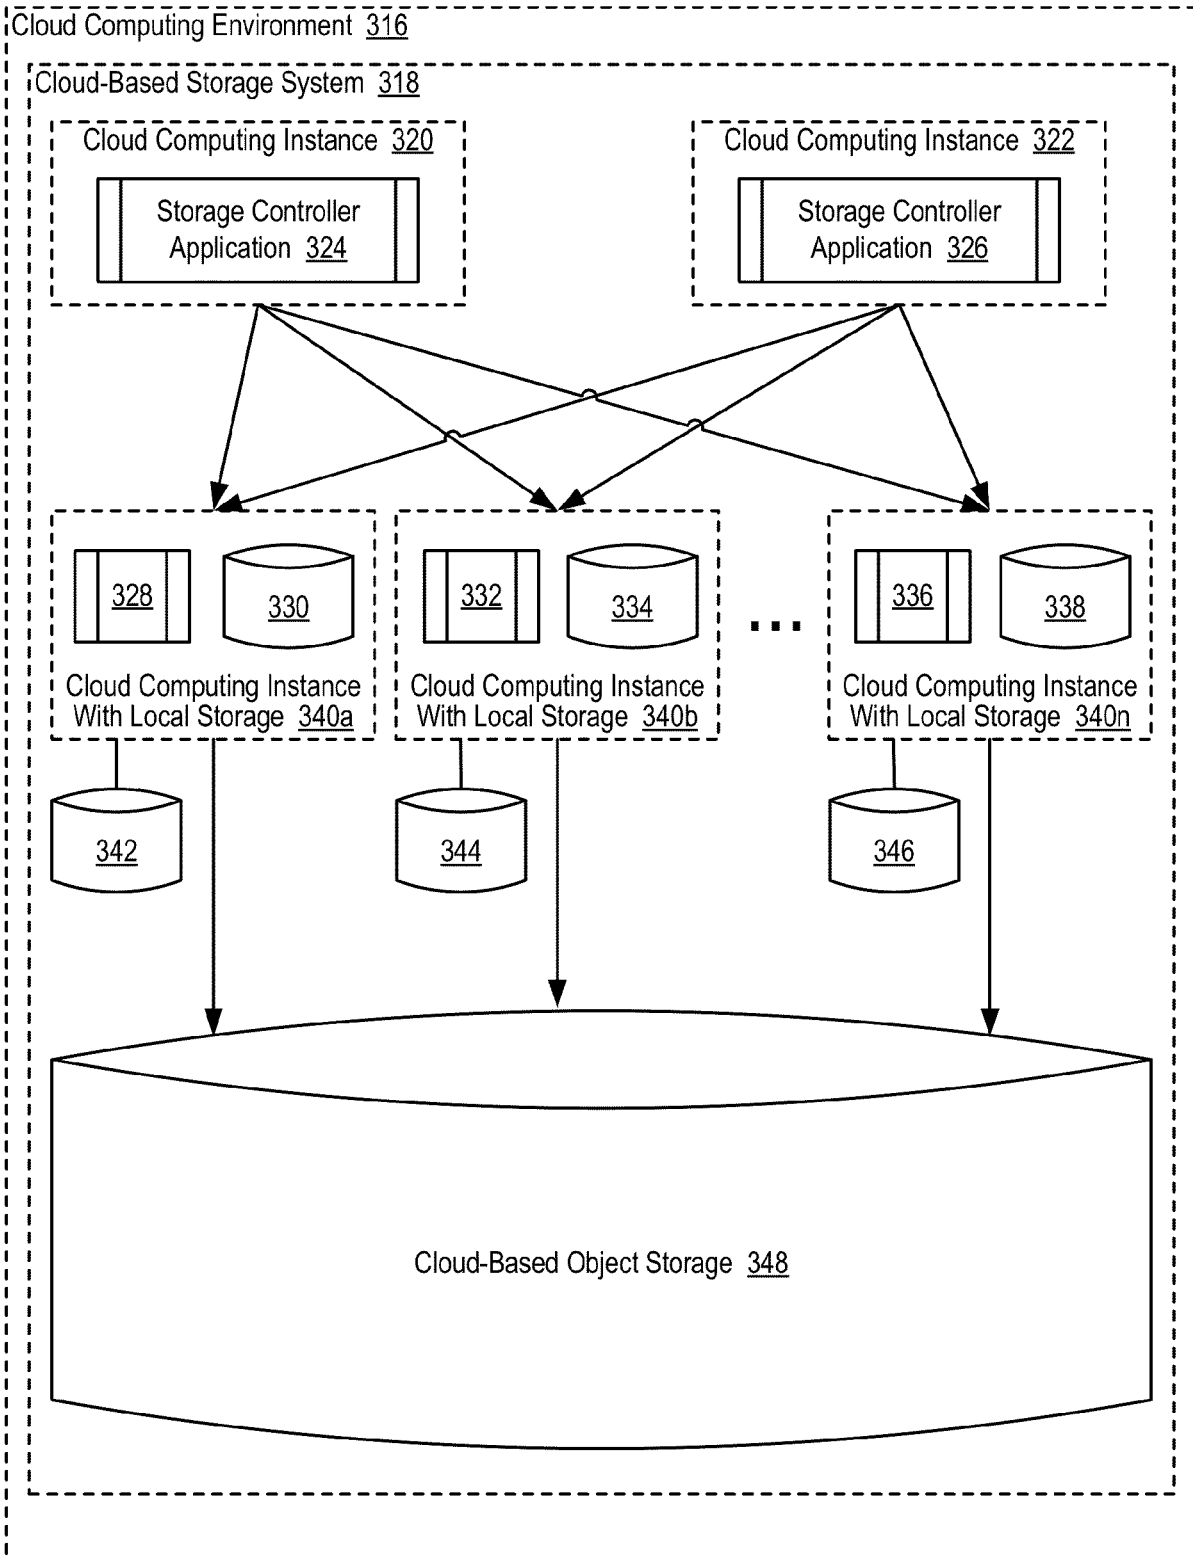 Cloud Computing Environment 316
Cloud-Based Storage System 318
Cloud Computing Instance 320
Storage Controller
Application 324
Cloud Computing Instance 322
Storage Controller
Application 326
328
330
Cloud Computing Instance
With Local Storage 340a
332
334
Cloud Computing Instance
With Local Storage 340b
...
336
338
Cloud Computing Instance
With Local Storage 340n
342
344
346
Cloud-Based Object Storage 348